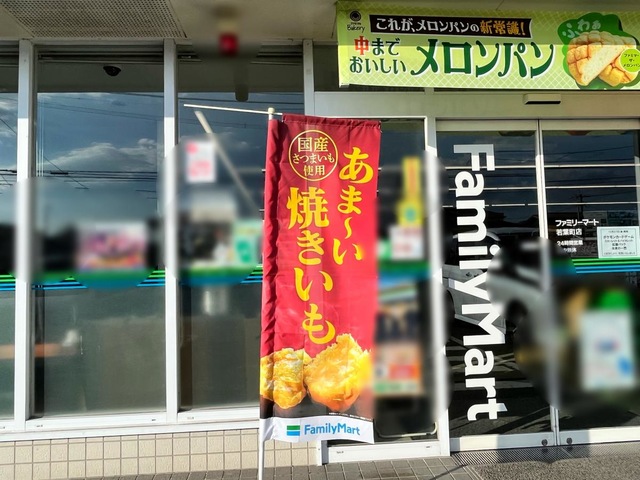 これが、メロンパンの新常識!
中まで
おいしい
メロンパン
ふわぁ
Bakery
国産
さつまいも
使用
あま～い
焼きいも
FamilyMart
FamilyMart
ファミリーマート
若葉町店
24時間営業